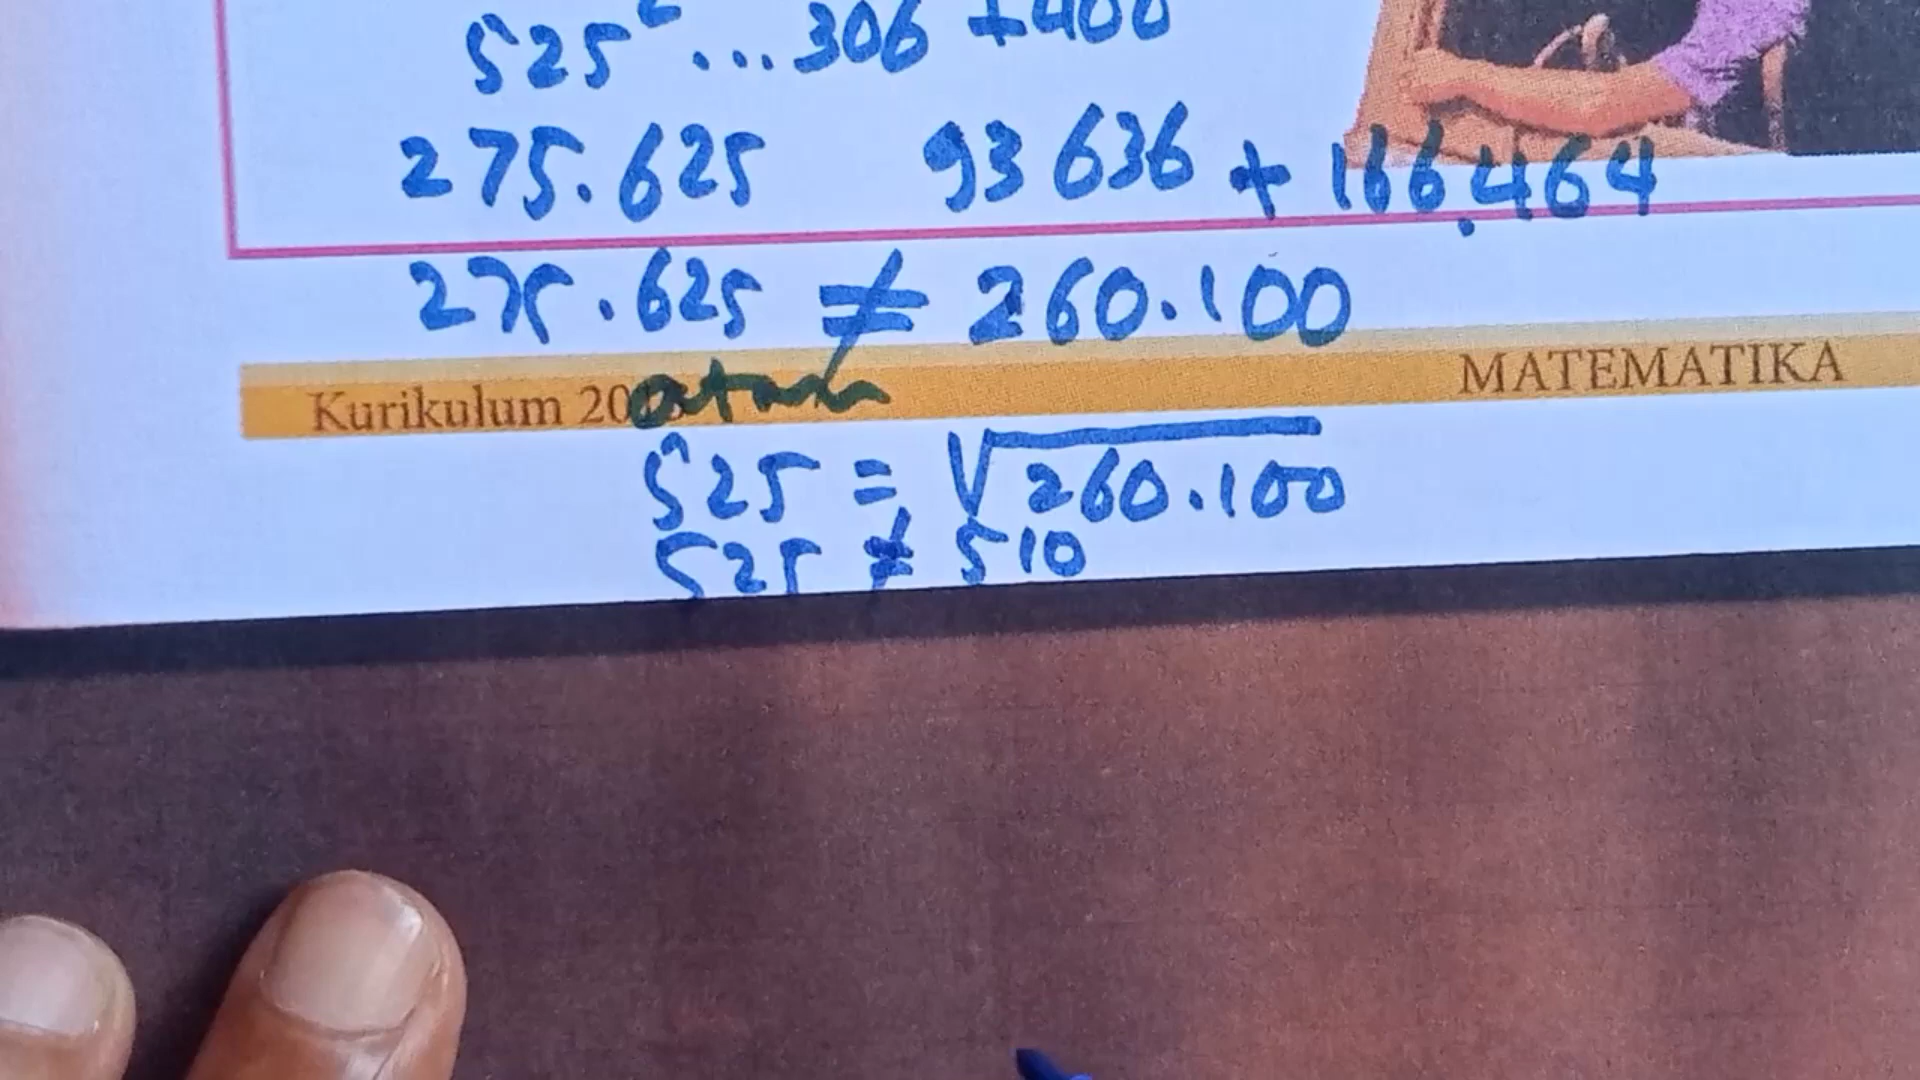 525² ... 306 + 400
275.625 93 636 + 166.464
275.625 ≠ 260.100
Kurikulum 20 MATEMATIKA
atau
525 = √260.100
525 ≠ 510